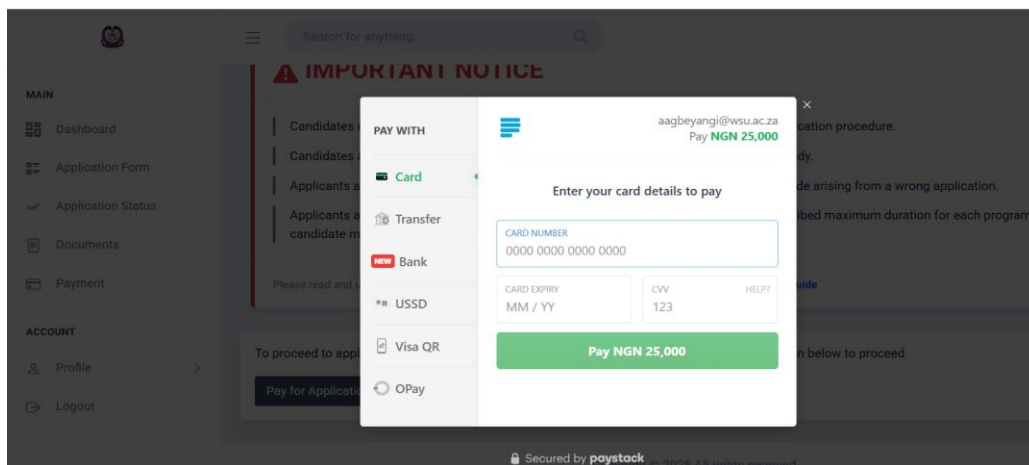 Search for anything...
IMPORTANT NOTICE
MAIN
Dashboard
Application Form
Application Status
Documents
Payment
ACCOUNT
Profile
Logout
Candidates
cation procedure.
Candidates
dy.
Applicants a
de arising from a wrong application.
Applicants a
ibed maximum duration for each program
candidate m
Please read and u
uide
To proceed to appl
n below to proceed
Pay for Applicati
PAY WITH
Card
Transfer
NEW Bank
*# USSD
Visa QR
OPay
aagbeyangi@wsu.ac.za
Pay NGN 25,000
Enter your card details to pay
CARD NUMBER
0000 0000 0000 0000
CARD EXPIRY
MM / YY
CVV
HELP?
123
Pay NGN 25,000
Secured by paystack
All rights reserved